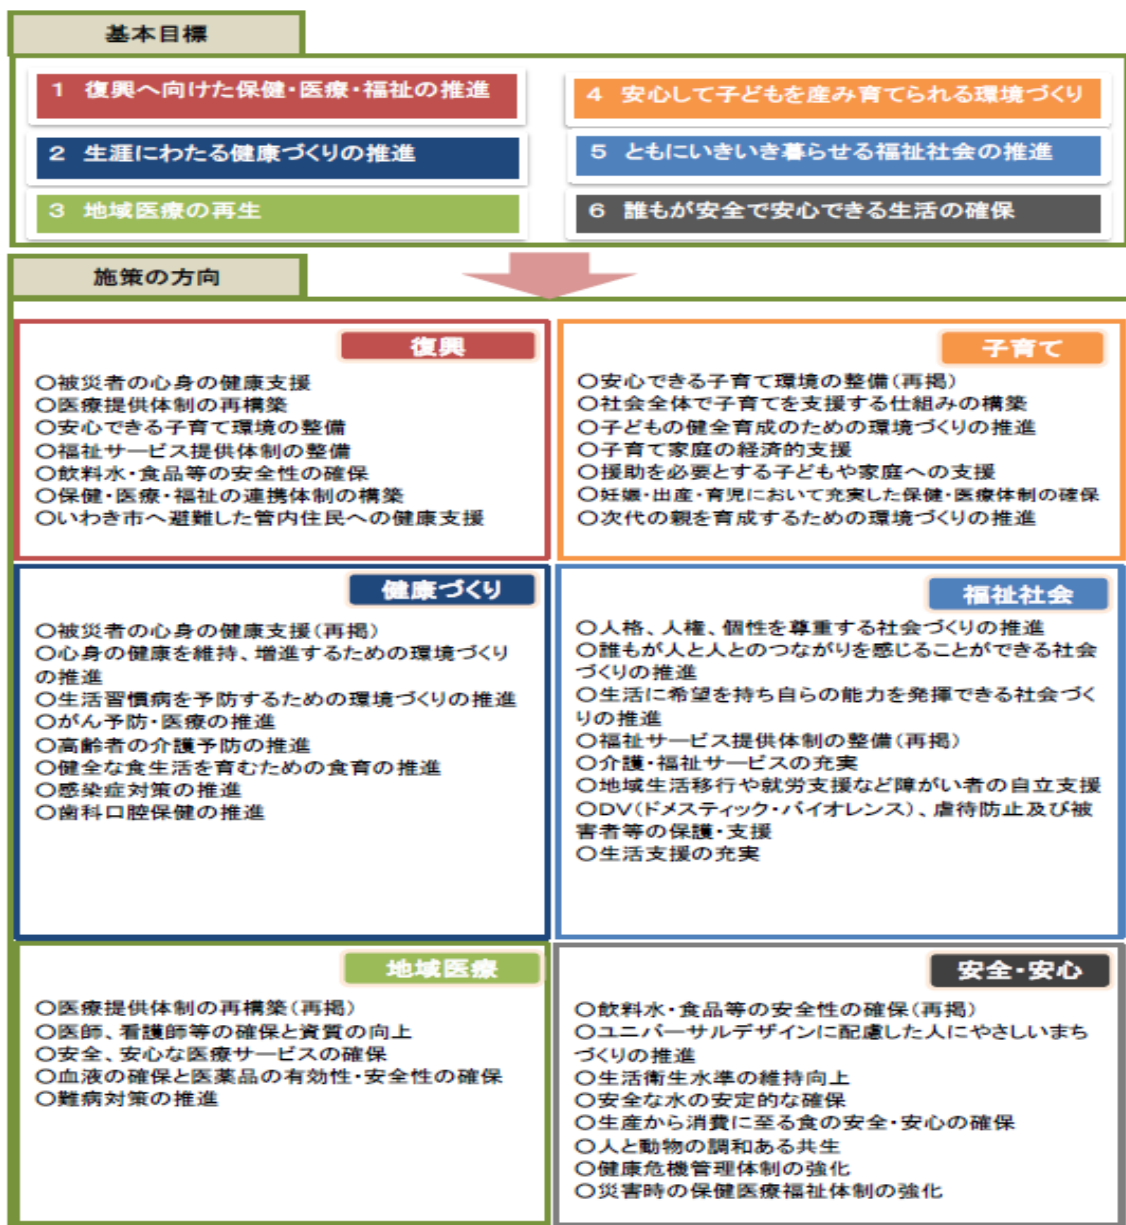 基本目標
1 復興へ向けた保健・医療・福祉の推進
2 生涯にわたる健康づくりの推進
3 地域医療の再生
4 安心して子どもを産み育てられる環境づくり
5 ともにいきいき暮らせる福祉社会の推進
6 誰もが安全で安心できる生活の確保
施策の方向
復興
○被災者の心身の健康支援
○医療提供体制の再構築
○安心できる子育て環境の整備
○福祉サービス提供体制の整備
○飲料水・食品等の安全性の確保
○保健・医療・福祉の連携体制の構築
○いわき市へ避難した管内住民への健康支援
子育て
○安心できる子育て環境の整備(再掲)
○社会全体で子育てを支援する仕組みの構築
○子どもの健全育成のための環境づくりの推進
○子育て家庭の経済的支援
○援助を必要とする子どもや家庭への支援
○妊娠・出産・育児において充実した保健・医療体制の確保
○次代の親を育成するための環境づくりの推進
健康づくり
○被災者の心身の健康支援(再掲)
○心身の健康を維持、増進するための環境づくり
の推進
○生活習慣病を予防するための環境づくりの推進
○がん予防・医療の推進
○高齢者の介護予防の推進
○健全な食生活を育むための食育の推進
○感染症対策の推進
○歯科口腔保健の推進
福祉社会
○人格、人権、個性を尊重する社会づくりの推進
○誰もが人と人とのつながりを感じることができる社会
づくりの推進
○生活に希望を持ち自らの能力を発揮できる社会づく
りの推進
○福祉サービス提供体制の整備(再掲)
○介護・福祉サービスの充実
○地域生活移行や就労支援など障がい者の自立支援
○DV(ドメスティック・バイオレンス)、虐待防止及び被
害者等の保護・支援
○生活支援の充実
地域医療
○医療提供体制の再構築(再掲)
○医師、看護師等の確保と資質の向上
○安全、安心な医療サービスの確保
○血液の確保と医薬品の有効性・安全性の確保
○難病対策の推進
安全・安心
○飲料水・食品等の安全性の確保(再掲)
○ユニバーサルデザインに配慮した人にやさしいまち
づくりの推進
○生活衛生水準の維持向上
○安全な水の安定的な確保
○生産から消費に至る食の安全・安心の確保
○人と動物の調和ある共生
○健康危機管理体制の強化
○災害時の保健医療福祉体制の強化